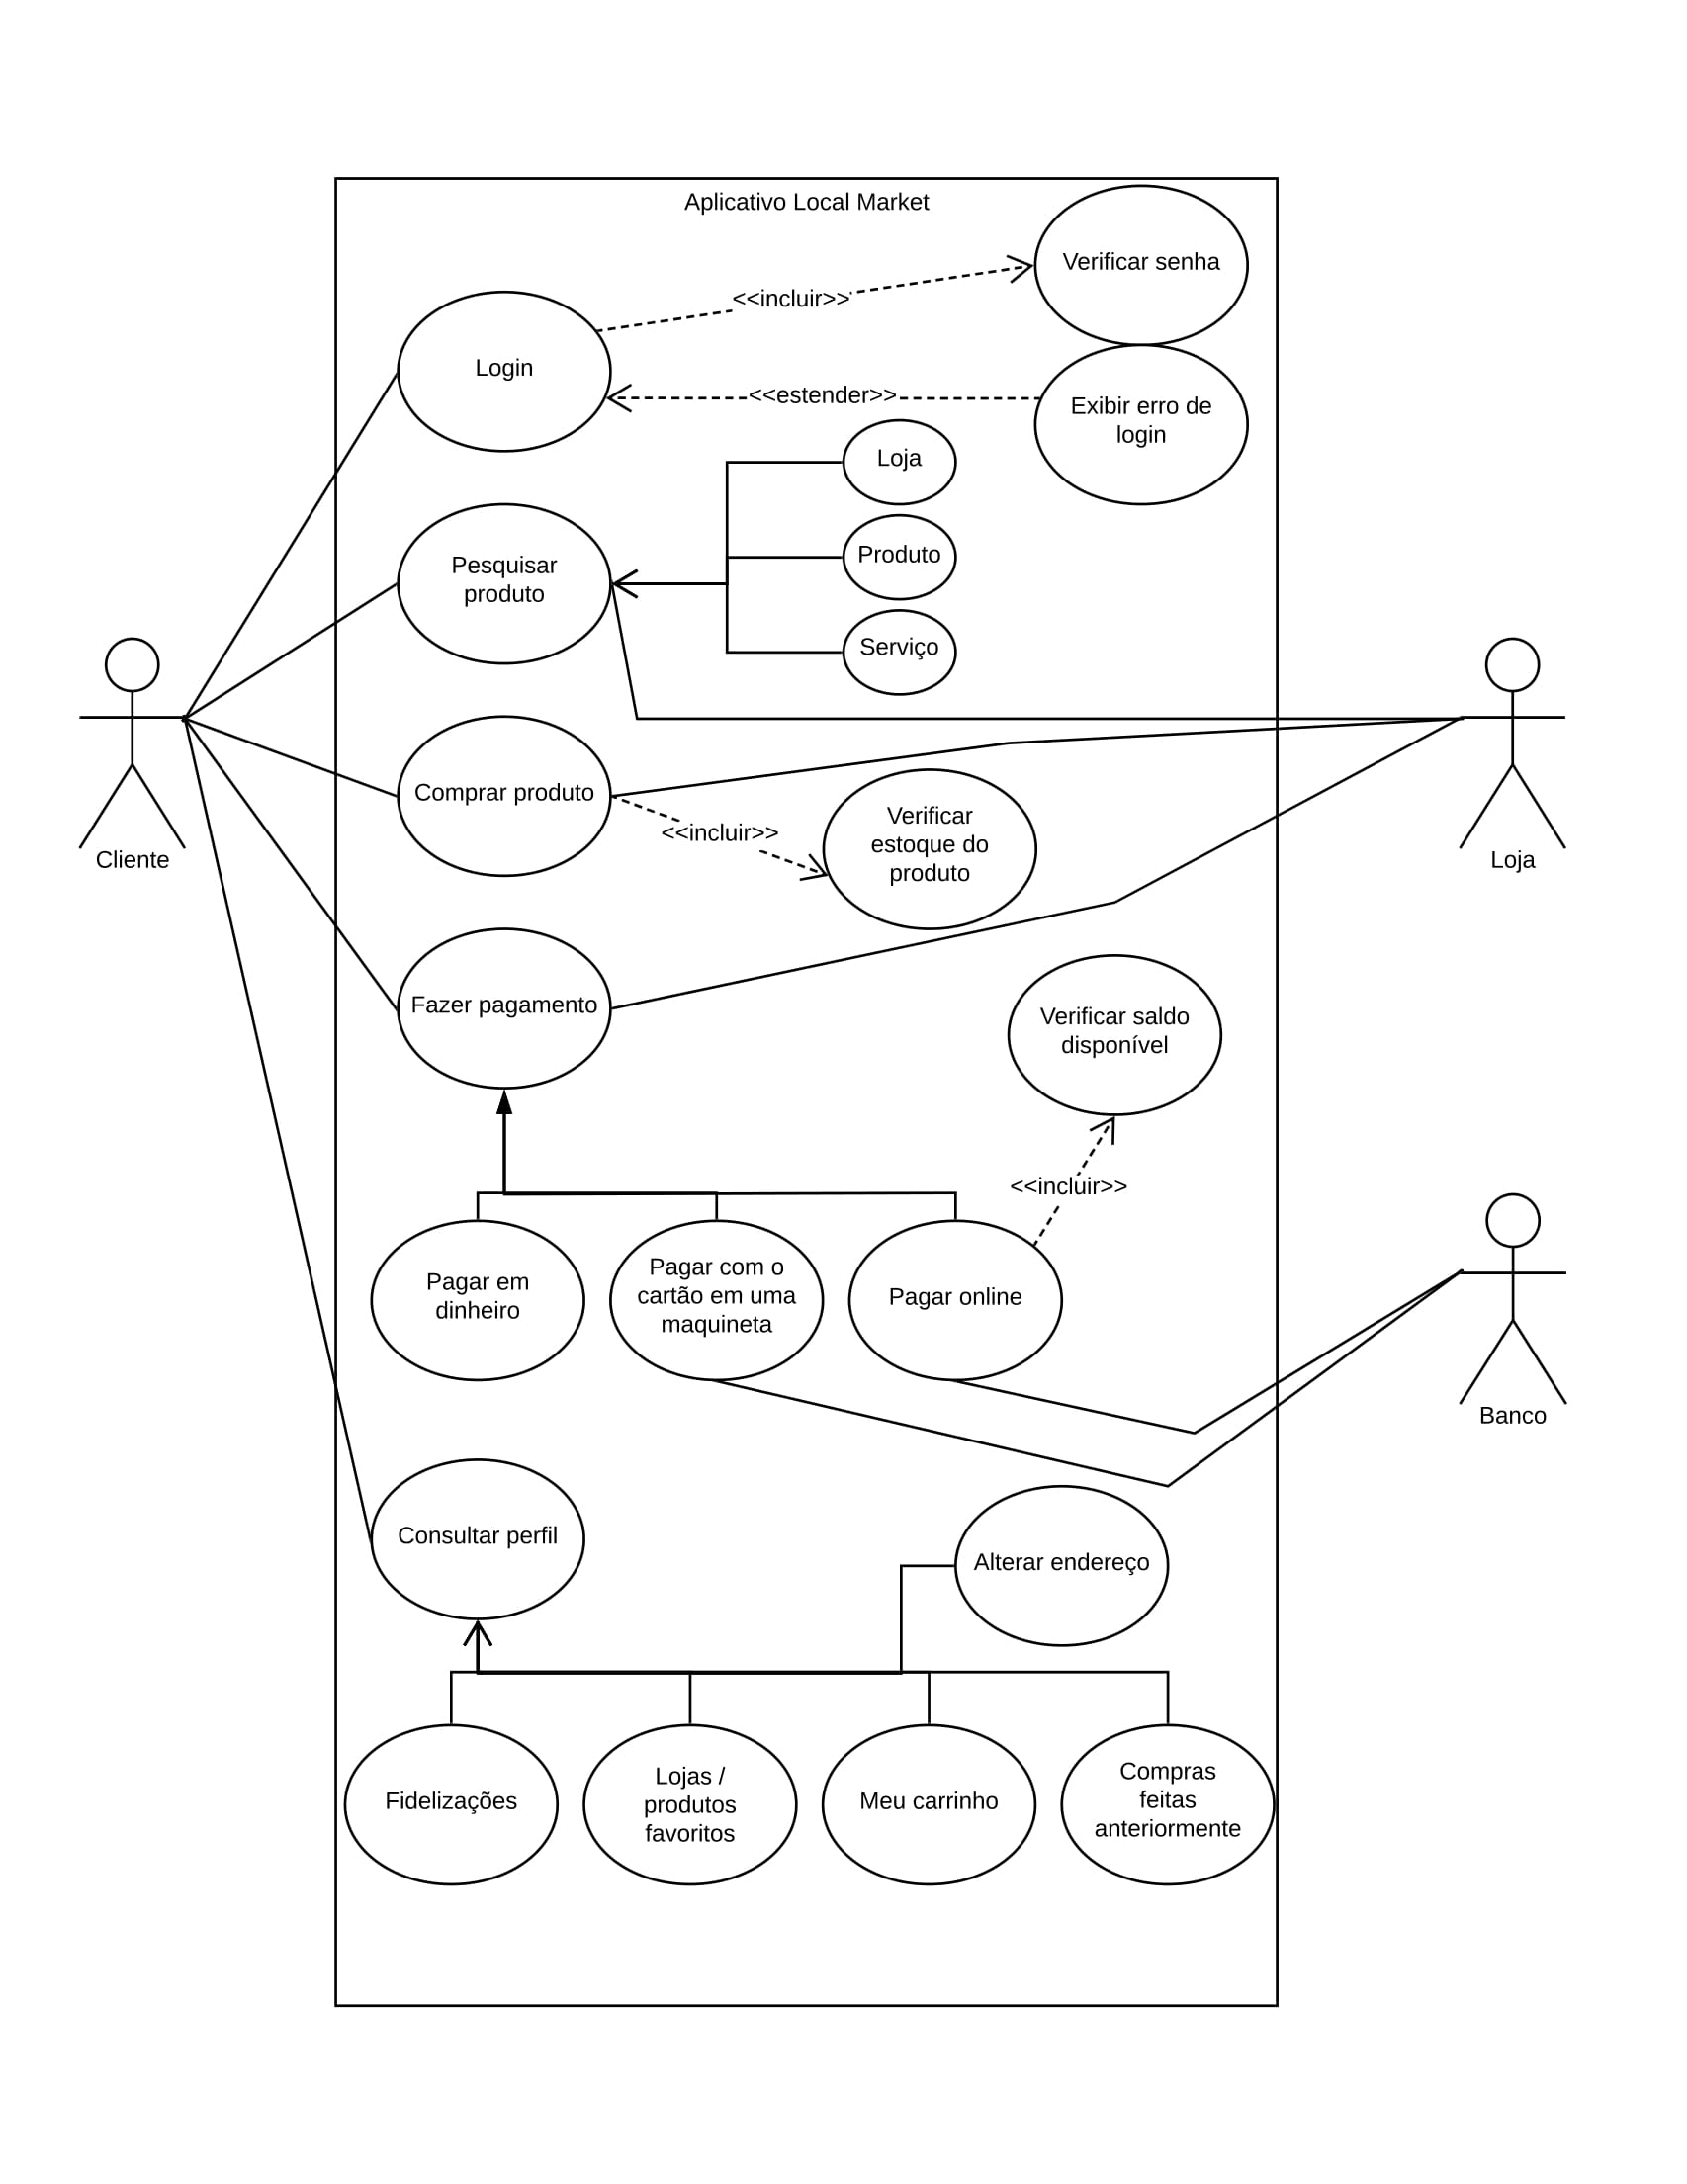 Aplicativo Local Market
Verificar senha
<<incluir>>
Login
<<estender>>
Exibir erro de
login
Loja
Pesquisar
produto
Produto
Serviço
Comprar produto
<<incluir>>
Verificar
estoque do
produto
Cliente
Loja
Fazer pagamento
Verificar saldo
disponível
<<incluir>>
Pagar em
dinheiro
Pagar com o
cartão em uma
maquineta
Pagar online
Banco
Consultar perfil
Alterar endereço
Fidelizações
Lojas /
produtos
favoritos
Meu carrinho
Compras
feitas
anteriormente